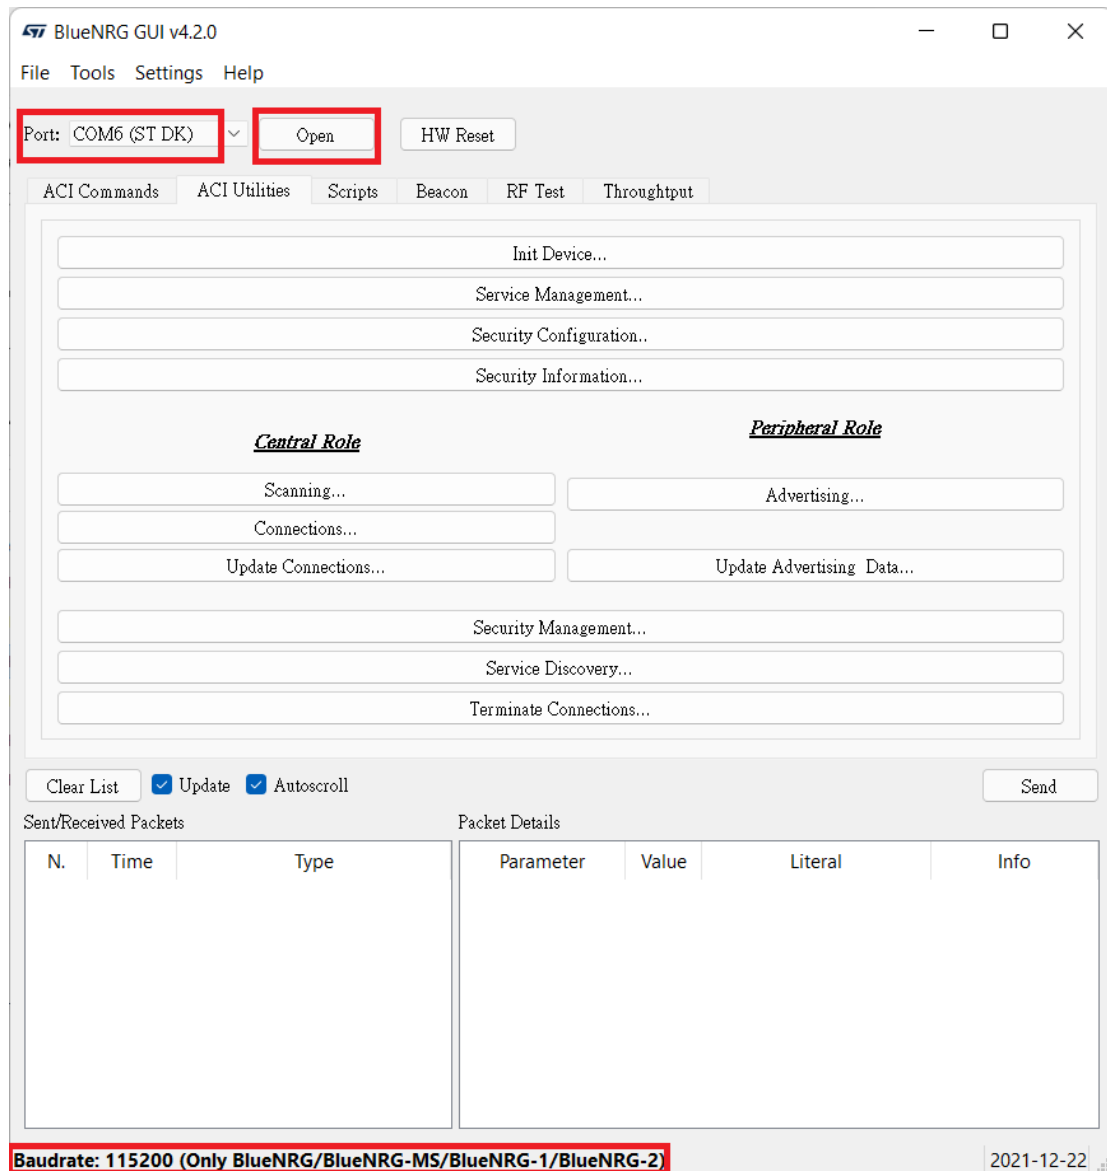 BlueNRG GUI v4.2.0
File Tools Settings Help
Port: COM6 (ST DK) Open HW Reset
ACI Commands ACI Utilities Scripts Beacon RF Test Throughtput
Init Device...
Service Management...
Security Configuration..
Security Information...
Central Role Peripheral Role
Scanning... Advertising...
Connections...
Update Connections... Update Advertising Data...
Security Management...
Service Discovery...
Terminate Connections...
Clear List Update Autoscroll Send
Sent/Received Packets Packet Details
N. Time Type Parameter Value Literal Info
Baudrate: 115200 (Only BlueNRG/BlueNRG-MS/BlueNRG-1/BlueNRG-2) 2021-12-22